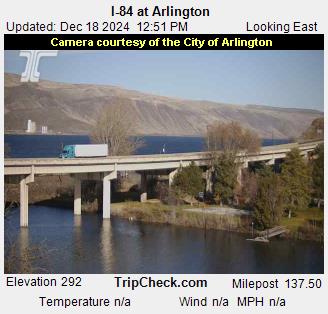 I-84 at Arlington
Updated: Dec 18 2024 12:51 PM Looking East
Camera courtesy of the City of Arlington
Elevation 292 TripCheck.com Milepost 137.50
Temperature n/a Wind n/a MPH n/a